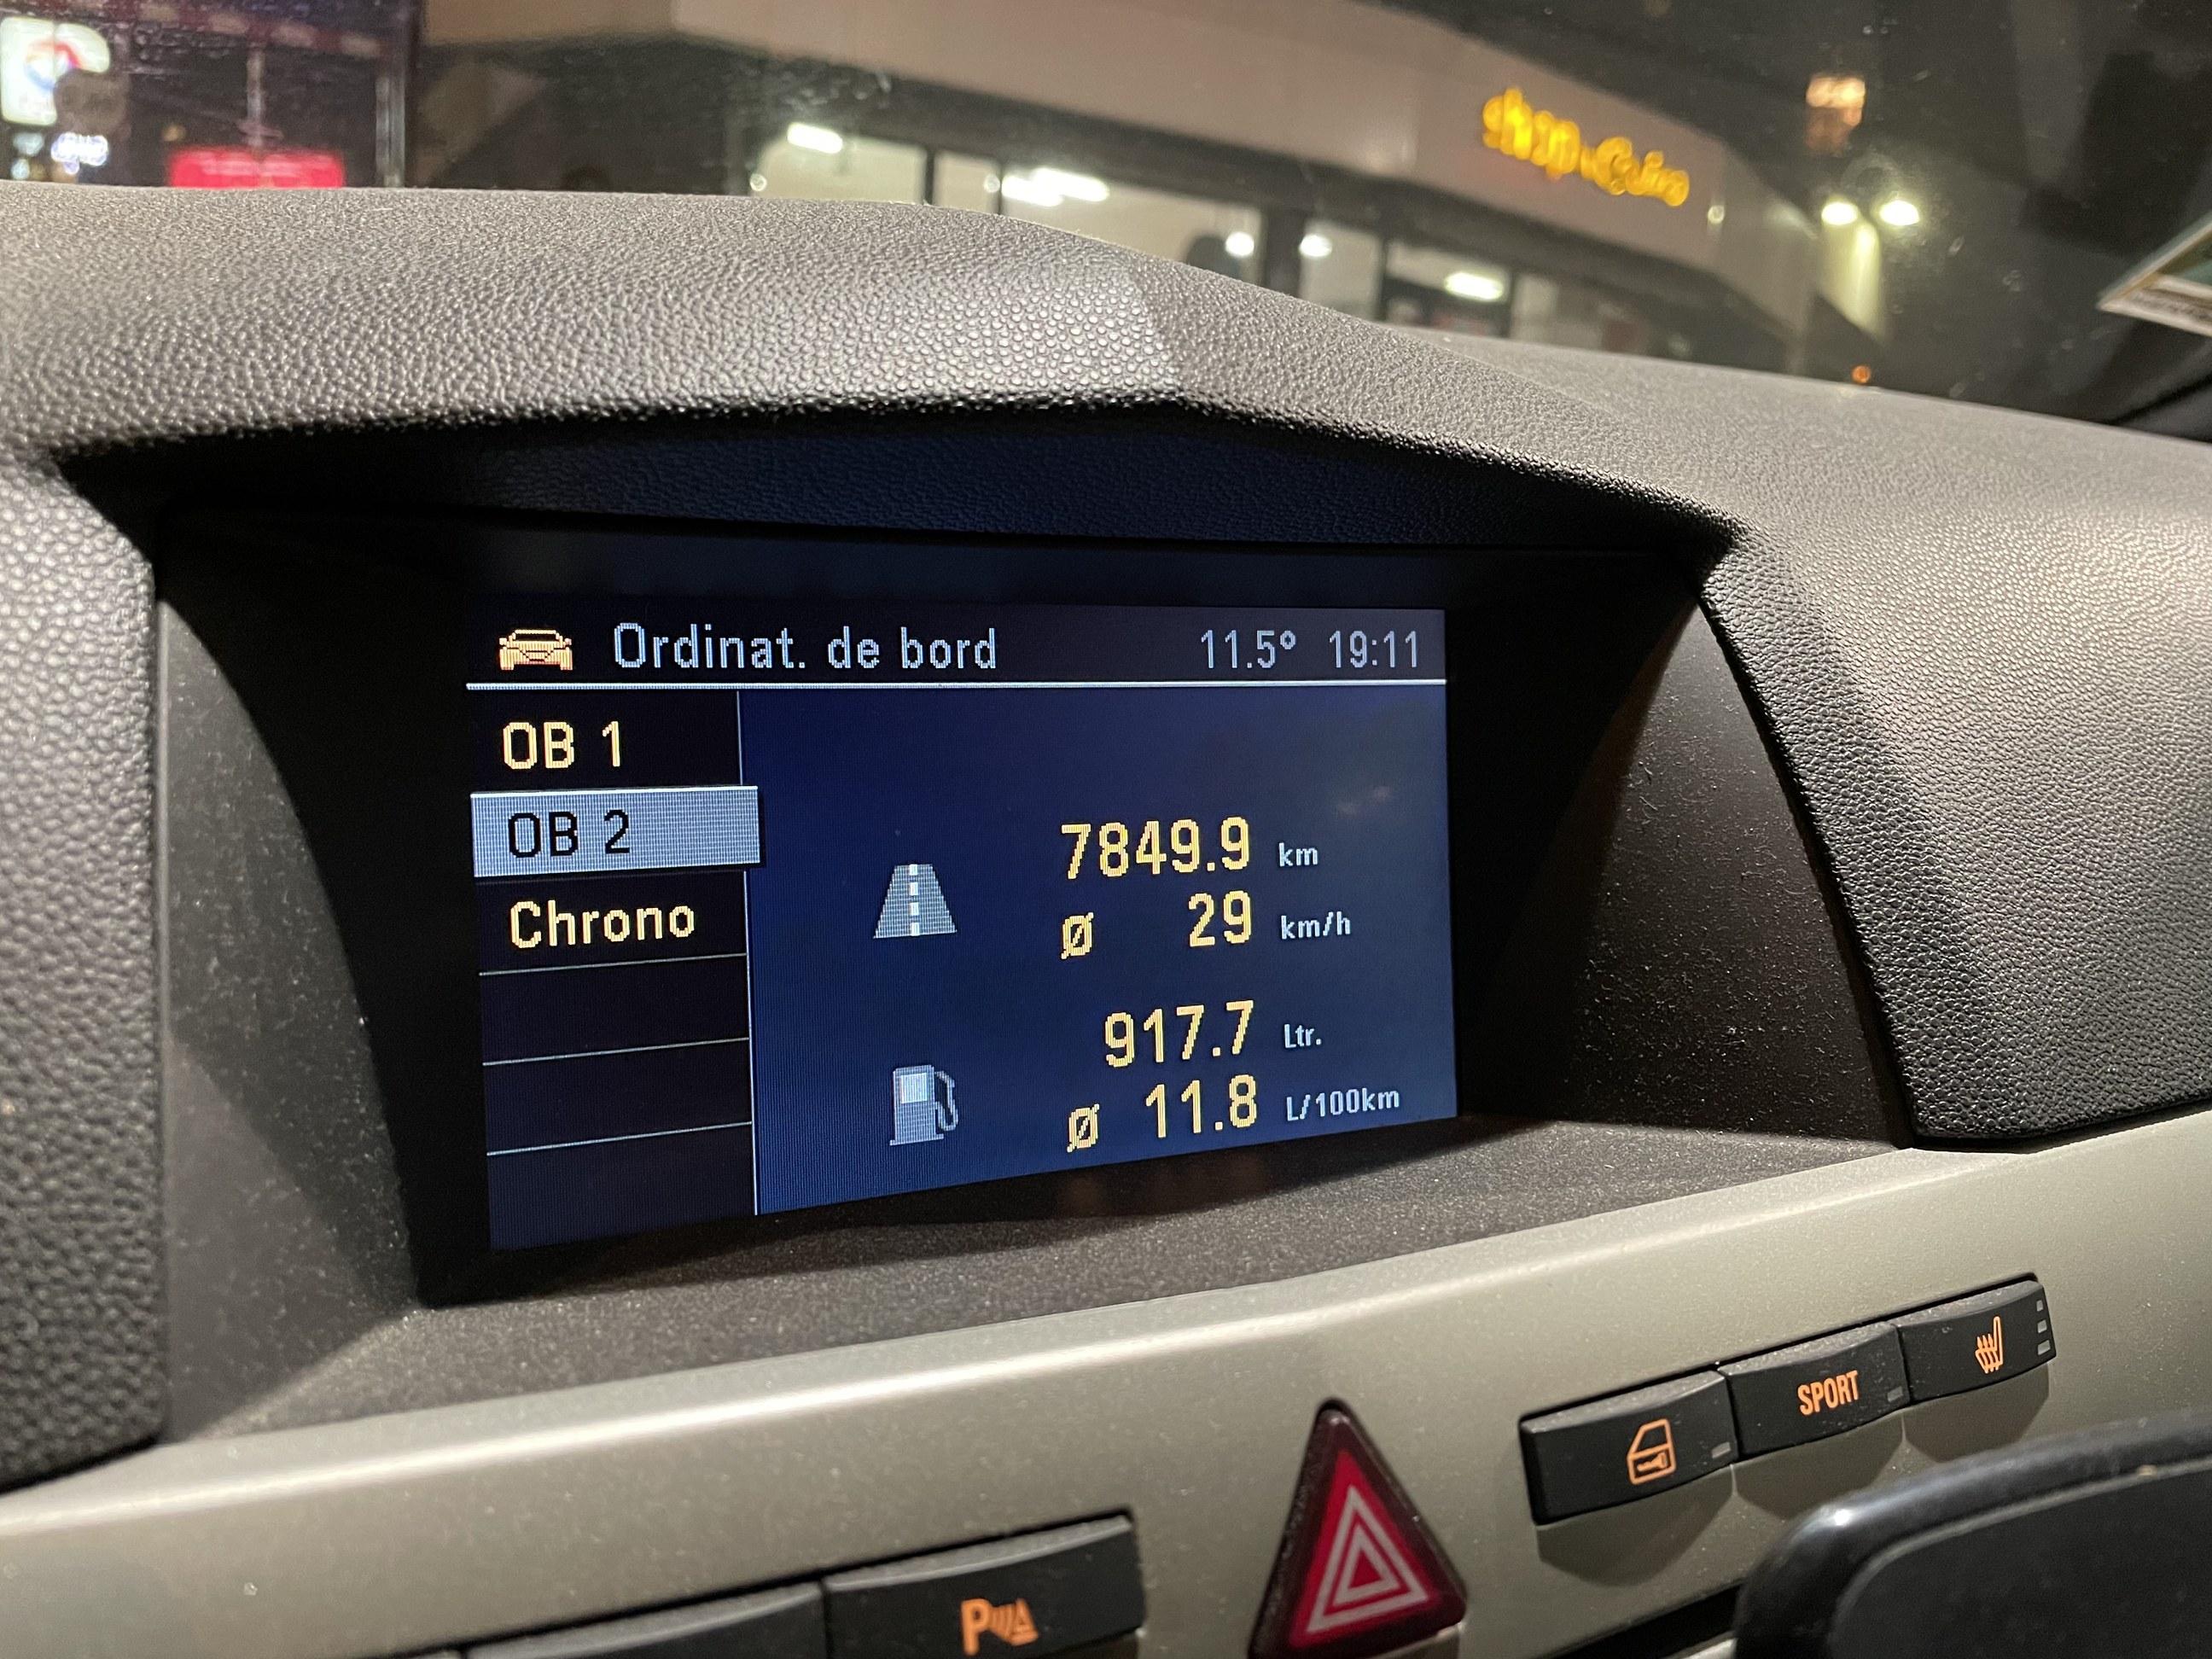 shop
Ordinat. de bord 11.5° 19:11
OB 1
OB 2
Chrono
7849.9 km
ø 29 km/h
917.7 Ltr.
ø 11.8 L/100km
SPORT
P